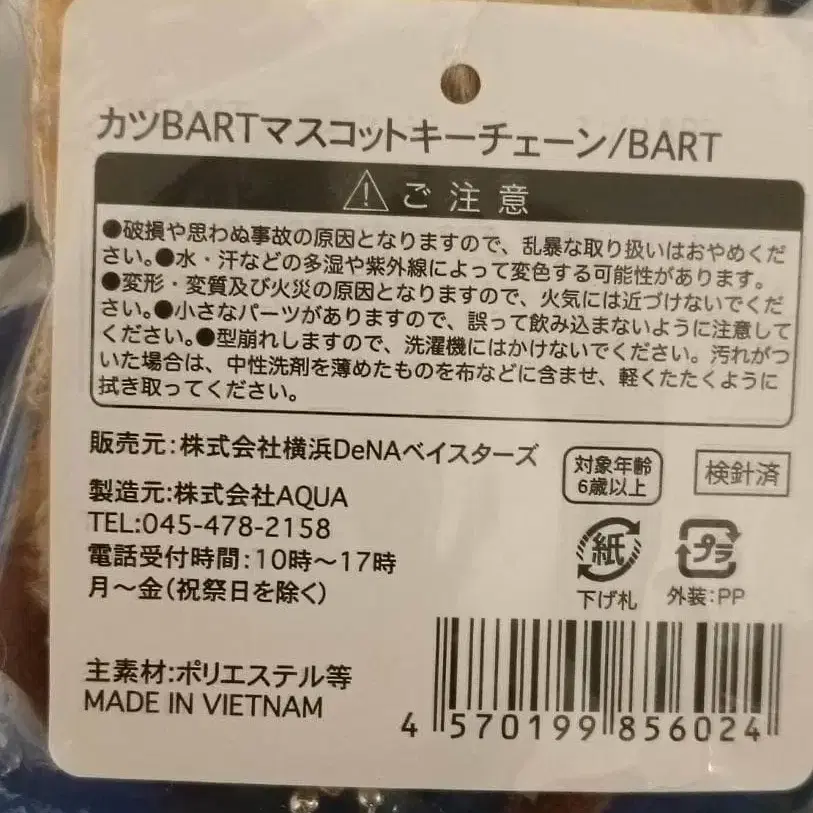 カツBARTマスコットキーチェーン/BART
ご注意
●破損や思わぬ事故の原因となりますので、乱暴な取り扱いはおやめくだ
さい。●水・汗などの多湿や紫外線によって変色する可能性があります。
●変形・変質及び火災の原因となりますので、火気には近づけないでくだ
さい。●小さなパーツがありますので、誤って飲み込まないように注意して
ください。●型崩れしますので、洗濯機にはかけないでください。汚れがつ
いた場合は、中性洗剤を薄めたものを布などに含ませ、軽くたたくように
拭き取ってください。
販売元:株式会社横浜DeNAベイスターズ
対象年齢
6歳以上
検針済
製造元:株式会社AQUA
TEL:045-478-2158
電話受付時間:10時〜17時
月〜金(祝祭日を除く)
紙
下げ札
プラ
外装:PP
主素材:ポリエステル等
MADE IN VIETNAM
4 570199 856024